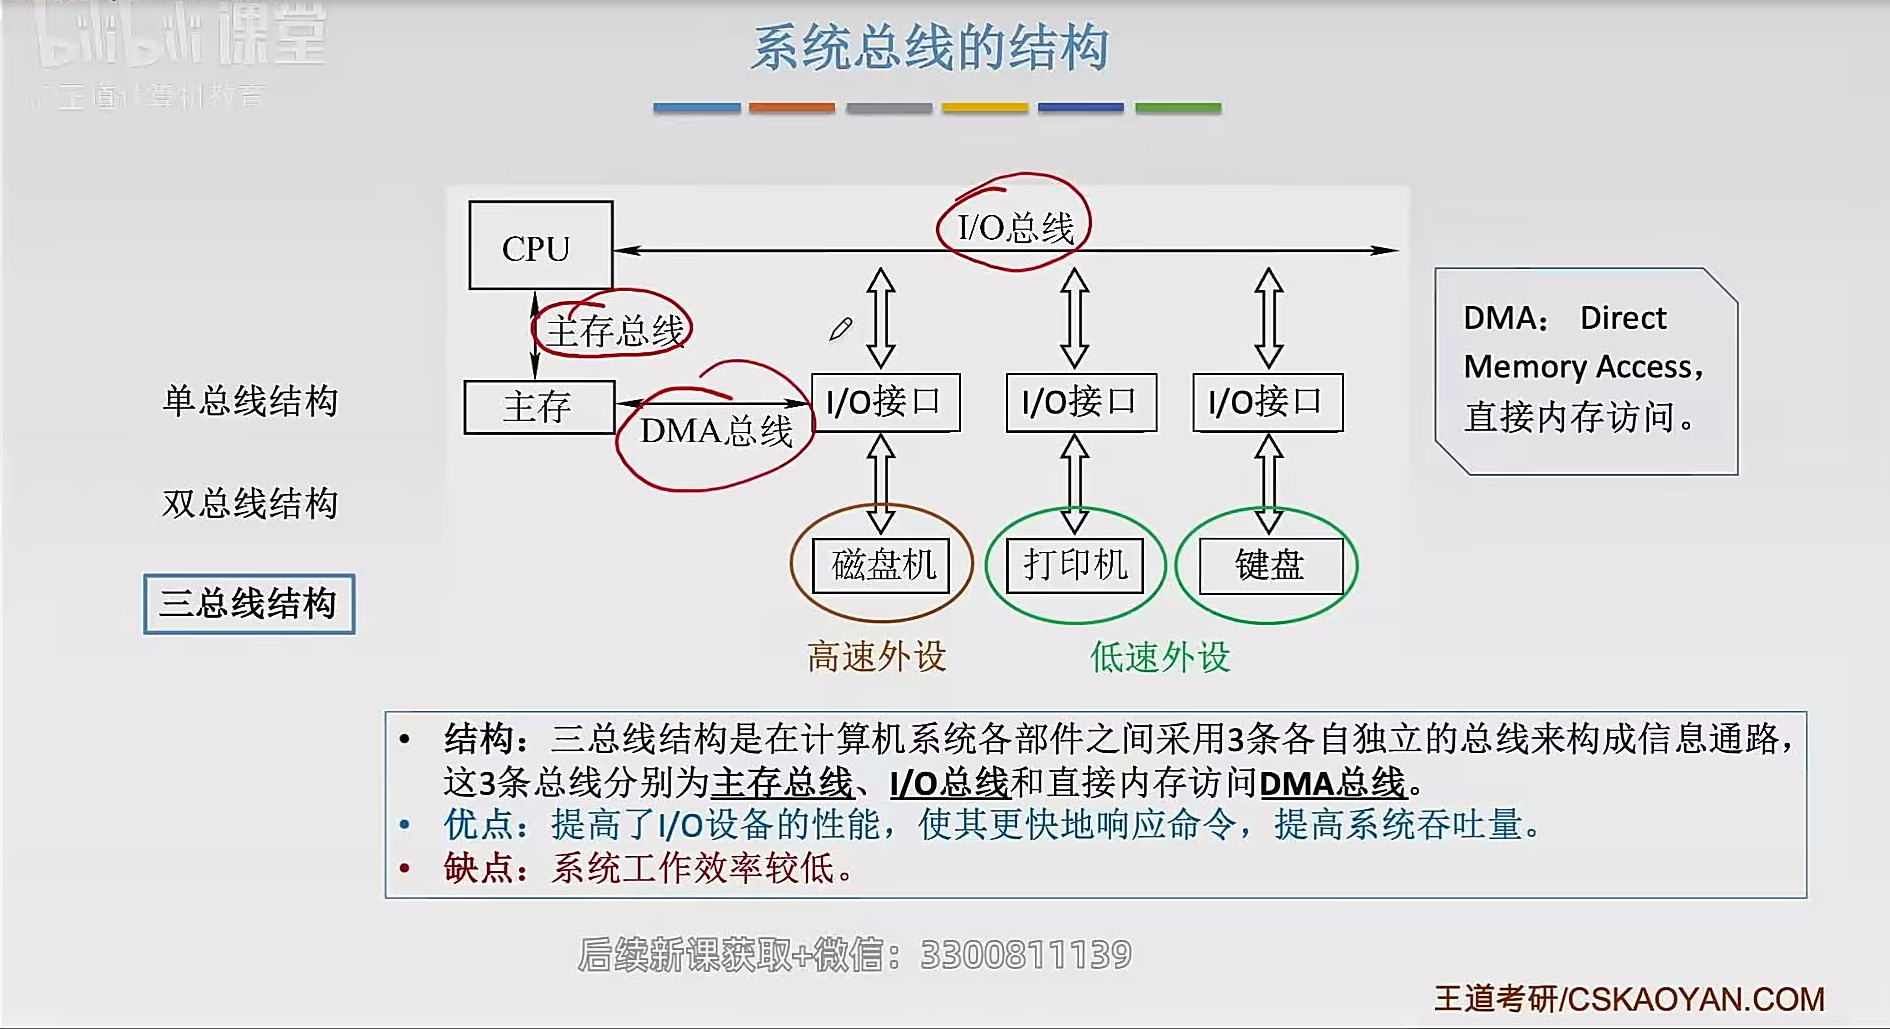 bilibili 课堂
@王道计算机教育
系统总线的结构
CPU
I/O总线
主存总线
主存
DMA总线
I/O接口
I/O接口
I/O接口
磁盘机
打印机
键盘
高速外设
低速外设
DMA： Direct
Memory Access，
直接内存访问。
单总线结构
双总线结构
三总线结构
• 结构：三总线结构是在计算机系统各部件之间采用3条各自独立的总线来构成信息通路，
这3条总线分别为主存总线、I/O总线和直接内存访问DMA总线。
• 优点：提高了I/O设备的性能，使其更快地响应命令，提高系统吞吐量。
• 缺点：系统工作效率较低。
后续新课获取+微信：3300811139
王道考研/CSKAOYAN.COM